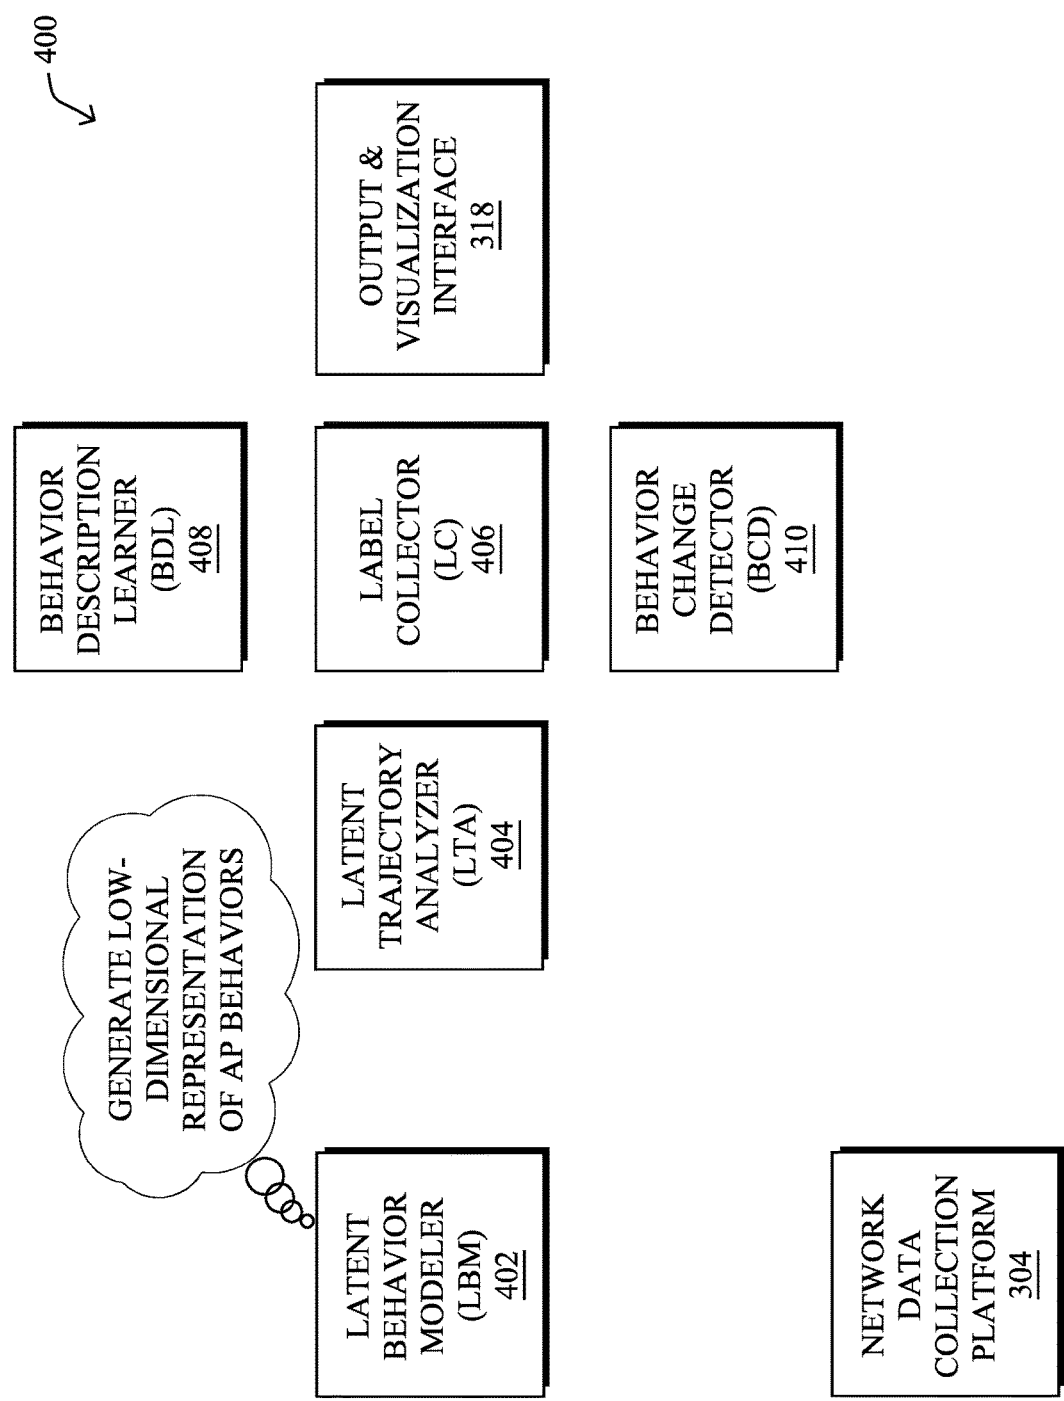 400
BEHAVIOR
DESCRIPTION
LEARNER
(BDL)
408
GENERATE LOW-
DIMENSIONAL
REPRESENTATION
OF AP BEHAVIORS
LATENT
BEHAVIOR
MODELER
(LBM)
402
LATENT
TRAJECTORY
ANALYZER
(LTA)
404
LABEL
COLLECTOR
(LC)
406
OUTPUT &
VISUALIZATION
INTERFACE
318
BEHAVIOR
CHANGE
DETECTOR
(BCD)
410
NETWORK
DATA
COLLECTION
PLATFORM
304